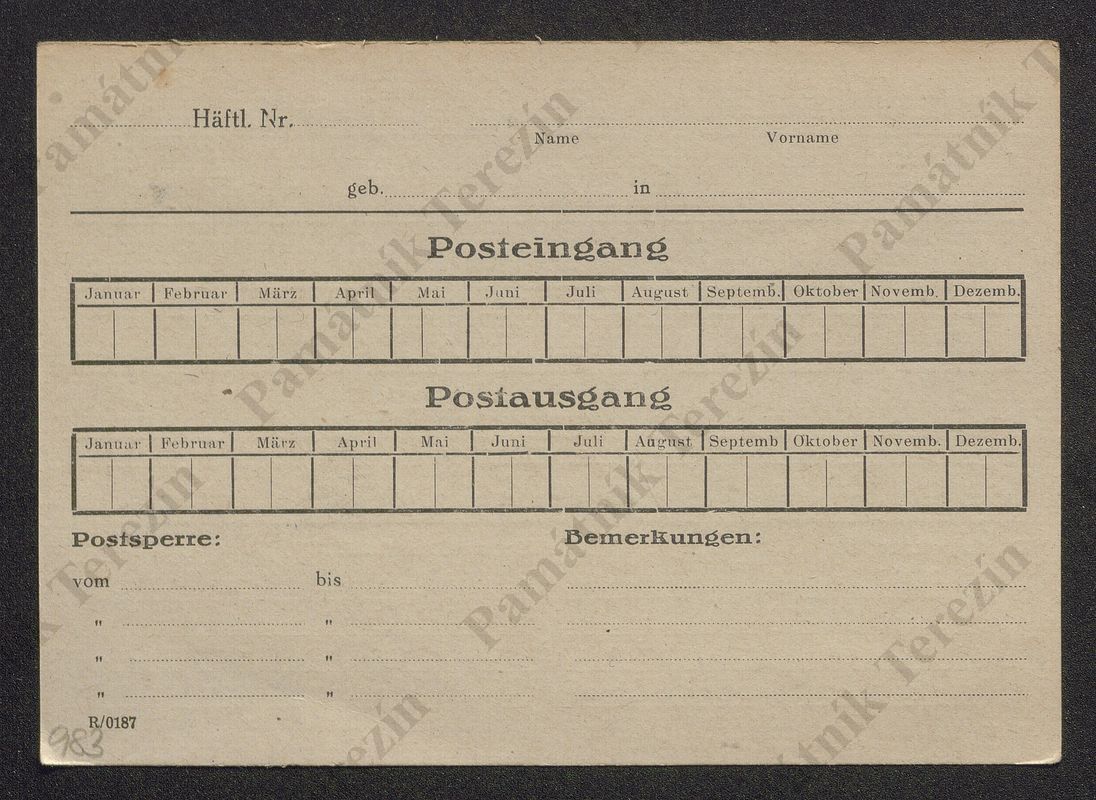 Häftl. Nr.
Name Vorname
geb. in
Posteingang
Januar Februar März April Mai Juni Juli August Septemb. Oktober Novemb. Dezemb.
Postausgang
Januar Februar März April Mai Juni Juli August Septemb Oktober Novemb. Dezemb.
Postsperre: Bemerkungen:
vom bis
" "
" "
" "
R/0187
983
Památník Terezín